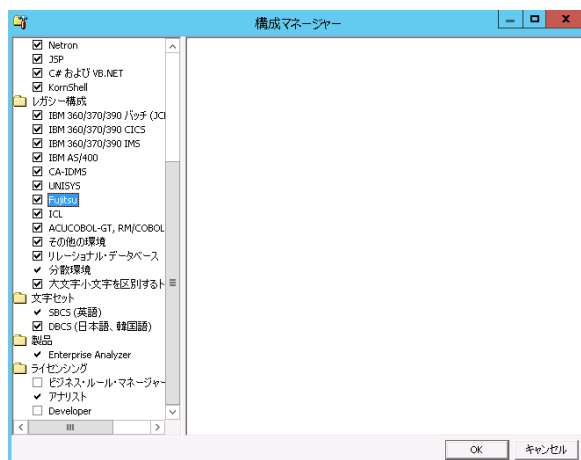 構成マネージャー
Netron
JSP
C# および VB.NET
KornShell
レガシー構成
IBM 360/370/390 バッチ (JCl
IBM 360/370/390 CICS
IBM 360/370/390 IMS
IBM AS/400
CA-IDMS
UNISYS
Fujitsu
ICL
ACUCOBOL-GT, RM/COBOL
その他の環境
リレーショナル・データベース
分散環境
大文字小文字を区別するト
文字セット
SBCS (英語)
DBCS (日本語、韓国語)
製品
Enterprise Analyzer
ライセンシング
ビジネス・ルール・マネージャー
アナリスト
Developer
OK
キャンセル